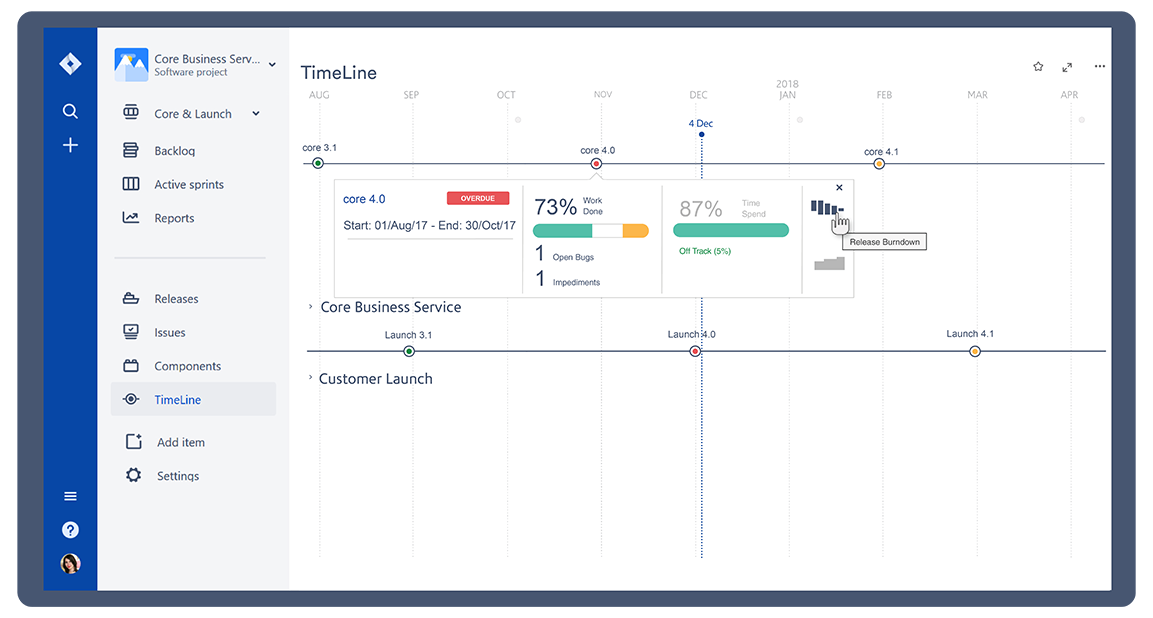 Core Business Serv...
Software project
Core & Launch
Backlog
Active sprints
Reports
Releases
Issues
Components
TimeLine
Add item
Settings
TimeLine
2018
AUG SEP OCT NOV DEC JAN FEB MAR APR
4 Dec
core 3.1 core 4.0 core 4.1
core 4.0 OVERDUE
Start: 01/Aug/17 - End: 30/Oct/17
73% Work Done
1 Open Bugs
1 Impediments
87% Time Spend
Off Track (5%)
Release Burndown
Core Business Service
Launch 3.1 Launch 4.0 Launch 4.1
Customer Launch